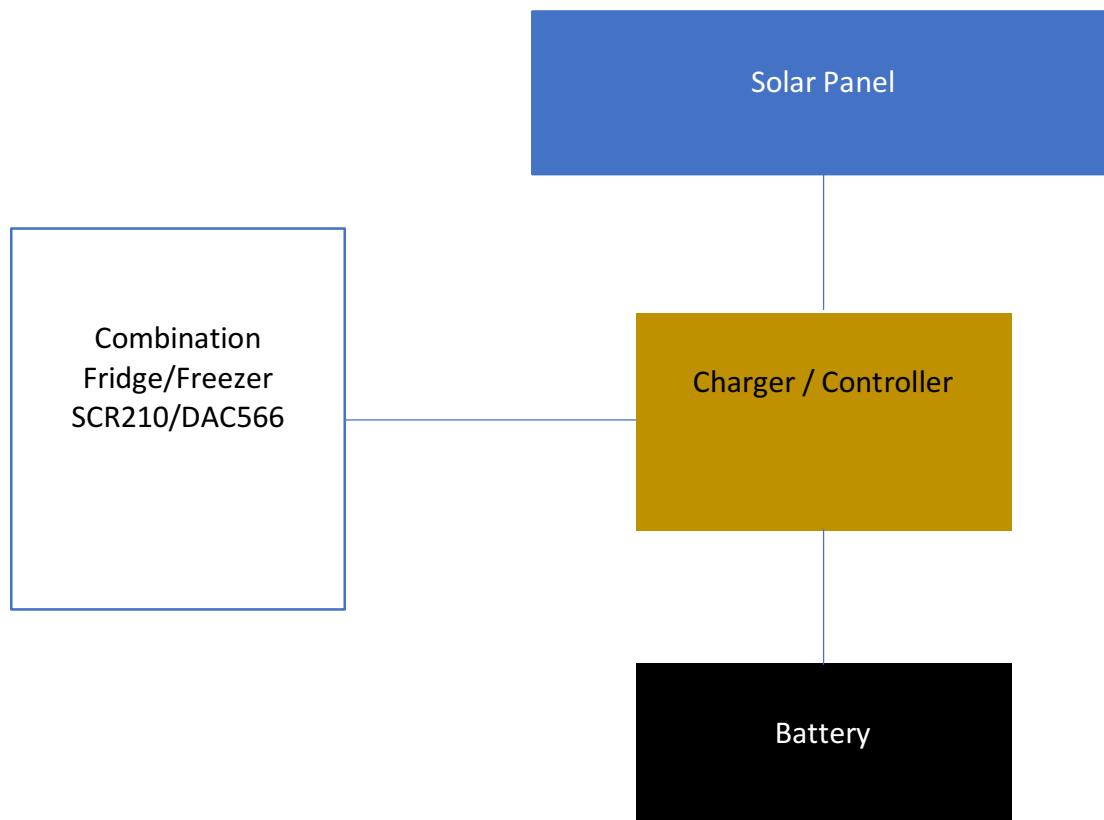 Solar Panel
Combination
Fridge/Freezer
SCR210/DAC566
Charger / Controller
Battery